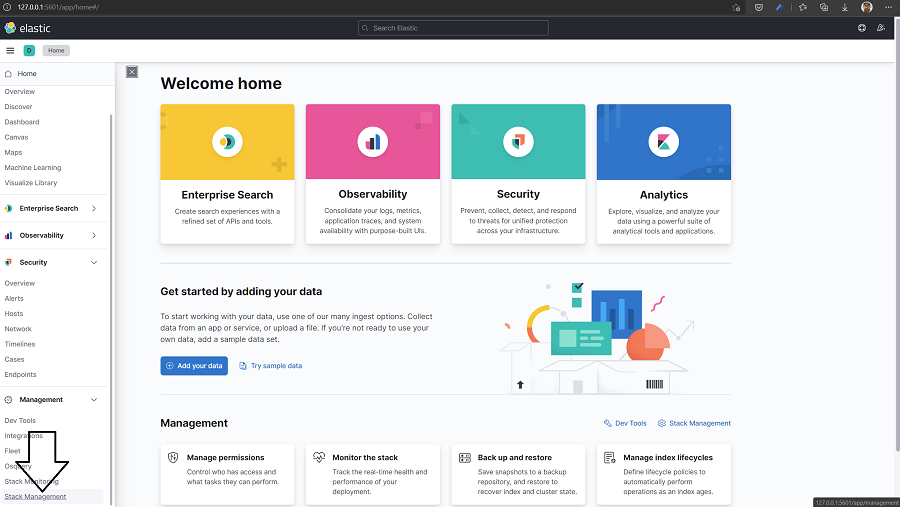 127.0.0.1:5601/app/home#/
elastic
Search Elastic
D
Home
Home
Overview
Discover
Dashboard
Canvas
Maps
Machine Learning
Visualize Library
Enterprise Search
Observability
Security
Overview
Alerts
Hosts
Network
Timelines
Cases
Endpoints
Management
Dev Tools
Integrations
Fleet
Osquery
Stack Monitoring
Stack Management
Welcome home
Enterprise Search
Create search experiences with a
refined set of APIs and tools.
Observability
Consolidate your logs, metrics,
application traces, and system
availability with purpose-built UIs.
Security
Prevent, collect, detect, and respond
to threats for unified protection
across your infrastructure.
Analytics
Explore, visualize, and analyze your
data using a powerful suite of
analytical tools and applications.
Get started by adding your data
To start working with your data, use one of our many ingest options. Collect
data from an app or service, or upload a file. If you're not ready to use your
own data, add a sample data set.
Add your data
Try sample data
Management
Dev Tools
Stack Management
Manage permissions
Control who has access and
what tasks they can perform.
Monitor the stack
Track the real-time health and
performance of your
deployment.
Back up and restore
Save snapshots to a backup
repository, and restore to
recover index and cluster state.
Manage index lifecycles
Define lifecycle policies to
automatically perform
operations as an index ages.
127.0.0.1:5601/app/management